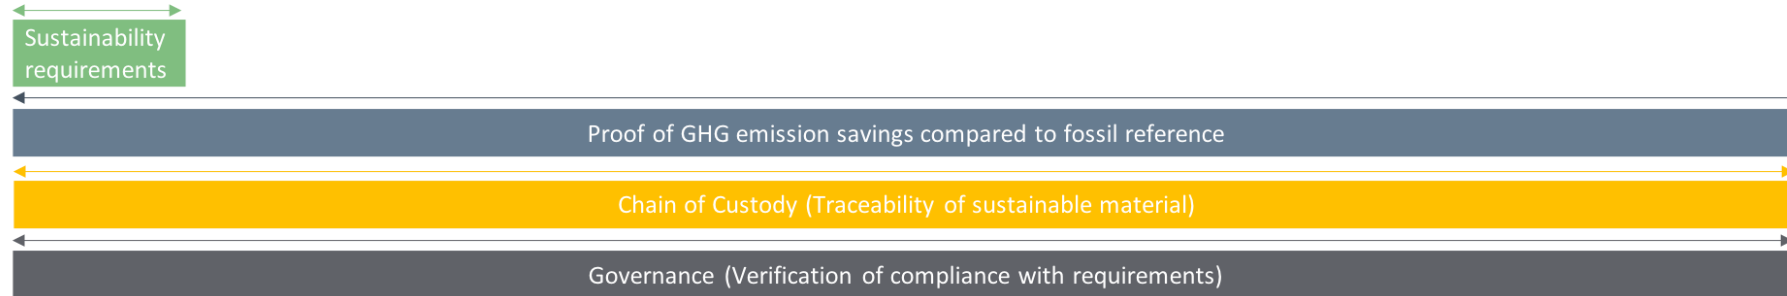 Sustainability
requirements
Proof of GHG emission savings compared to fossil reference
Chain of Custody (Traceability of sustainable material)
Governance (Verification of compliance with requirements)